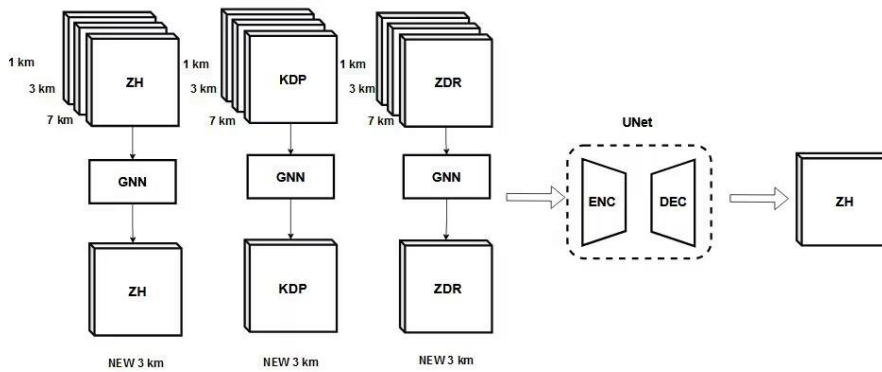 1 km
3 km
7 km
ZH
1 km
3 km
7 km
KDP
1 km
3 km
7 km
ZDR
GNN
GNN
GNN
ZH
KDP
ZDR
NEW 3 km
NEW 3 km
NEW 3 km
UNet
ENC
DEC
ZH